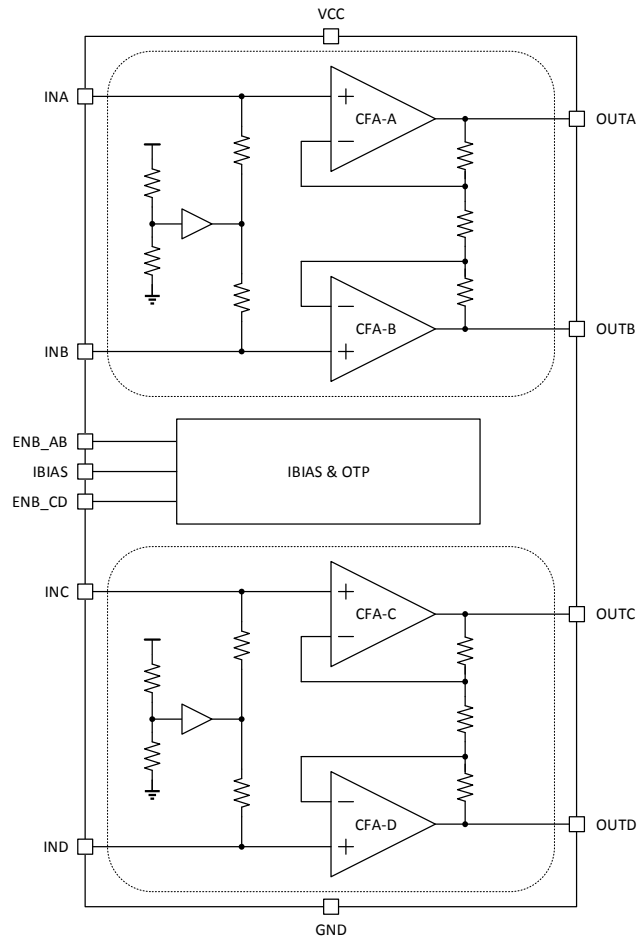 VCC
INA
+
CFA-A
−
OUTA
−
CFA-B
+
OUTB
INB
ENB_AB
IBIAS
ENB_CD
IBIAS & OTP
INC
+
CFA-C
−
OUTC
−
CFA-D
+
OUTD
IND
GND